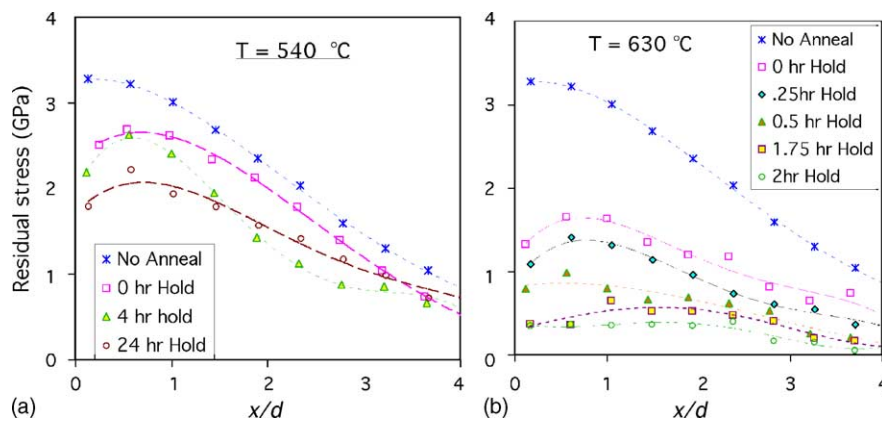 4
3
2
1
0
0
1
2
3
4
Residual stress (GPa)
x/d
T = 540 °C
No Anneal
0 hr Hold
4 hr hold
24 hr Hold
(a)
4
3
2
1
0
0
1
2
3
4
x/d
T = 630 °C
No Anneal
0 hr Hold
.25hr Hold
0.5 hr Hold
1.75 hr Hold
2hr Hold
(b)